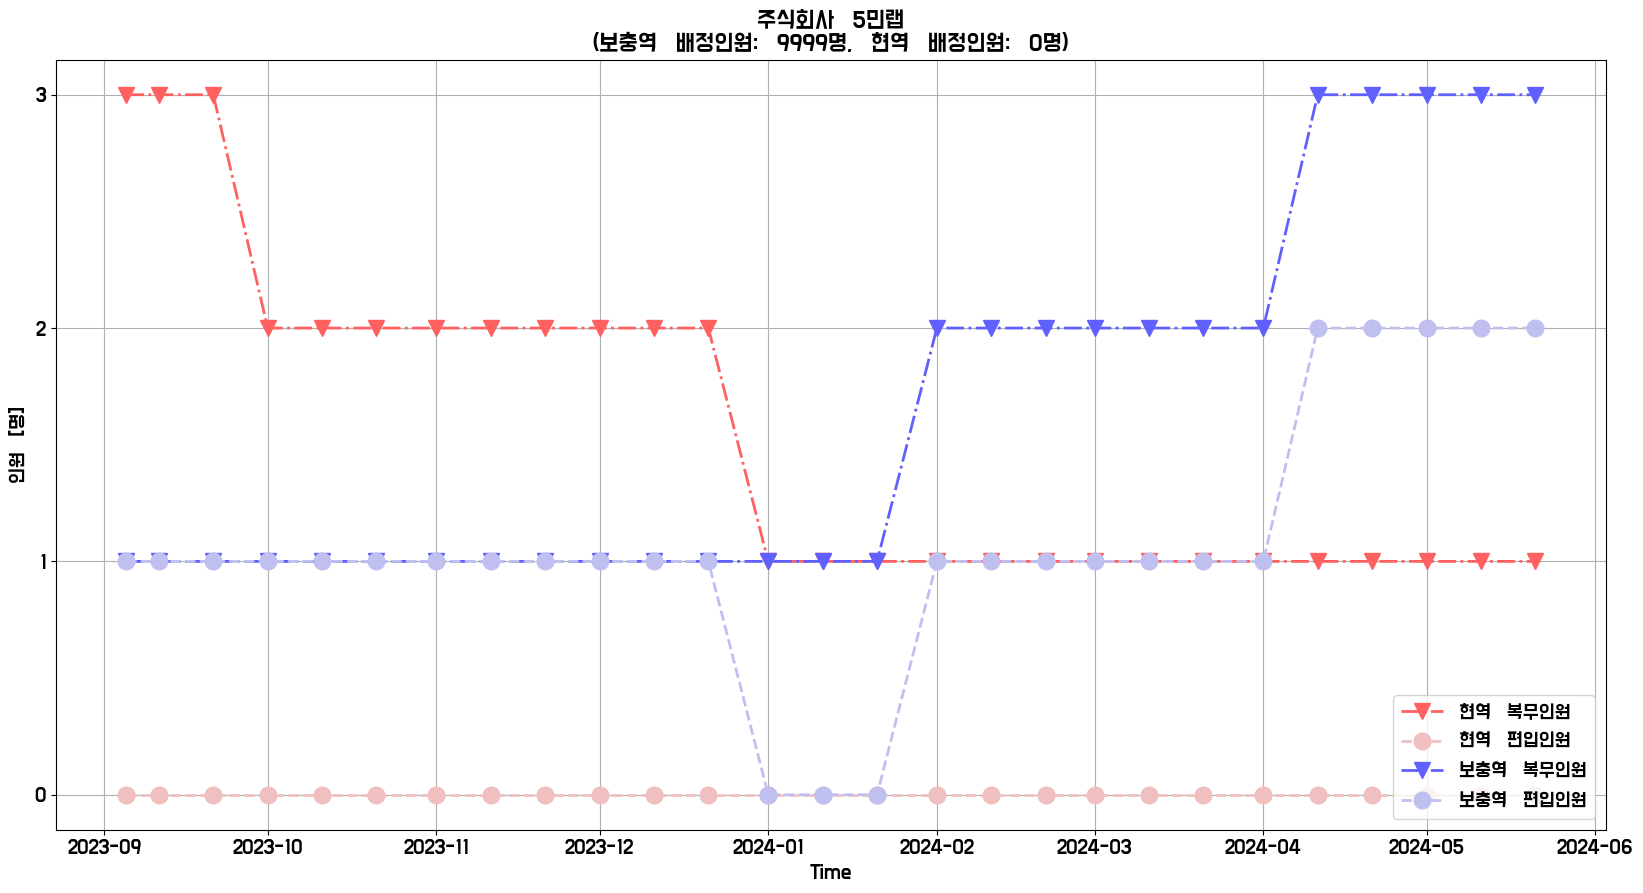 주식회사 5민랩
(보충역 배정인원: 9999명, 현역 배정인원: 0명)
인원 [명]
3
2
1
0
2023-09 2023-10 2023-11 2023-12 2024-01 2024-02 2024-03 2024-04 2024-05 2024-06
Time
현역 복무인원
현역 편입인원
보충역 복무인원
보충역 편입인원